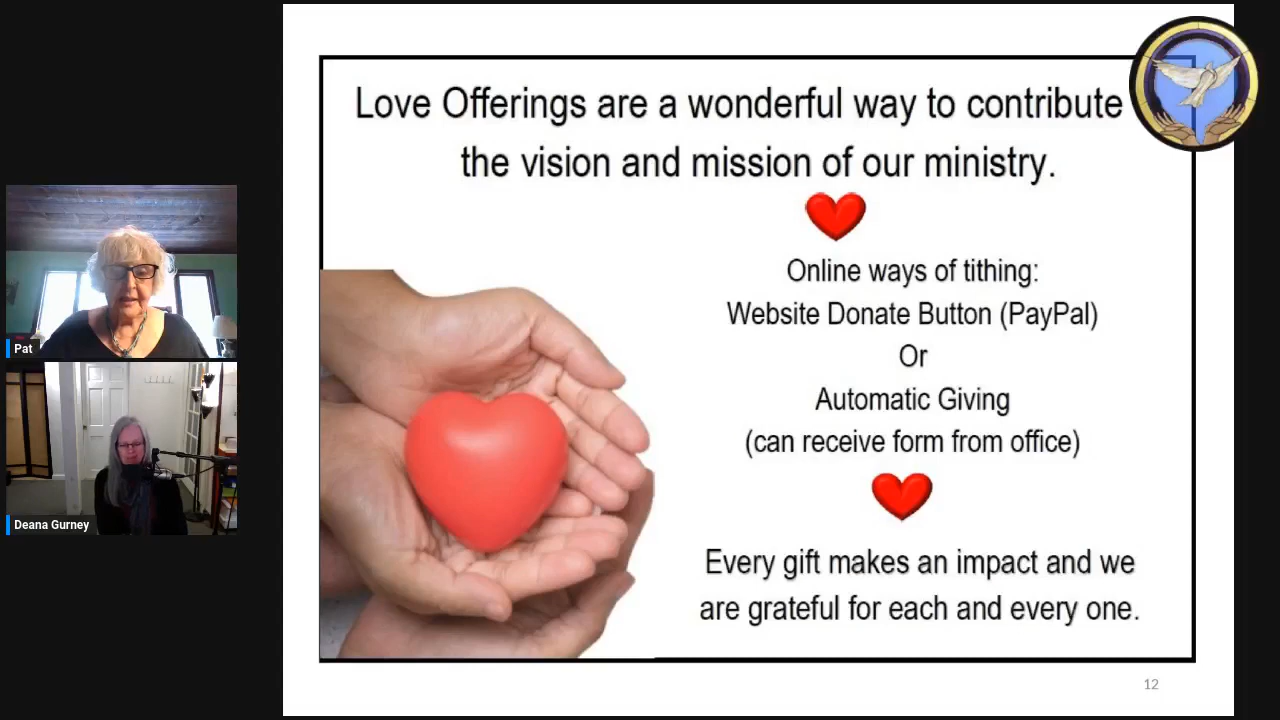 Love Offerings are a wonderful way to contribute
the vision and mission of our ministry.
Online ways of tithing:
Website Donate Button (PayPal)
Or
Automatic Giving
(can receive form from office)
Every gift makes an impact and we
are grateful for each and every one.
12
Pat
Deana Gurney